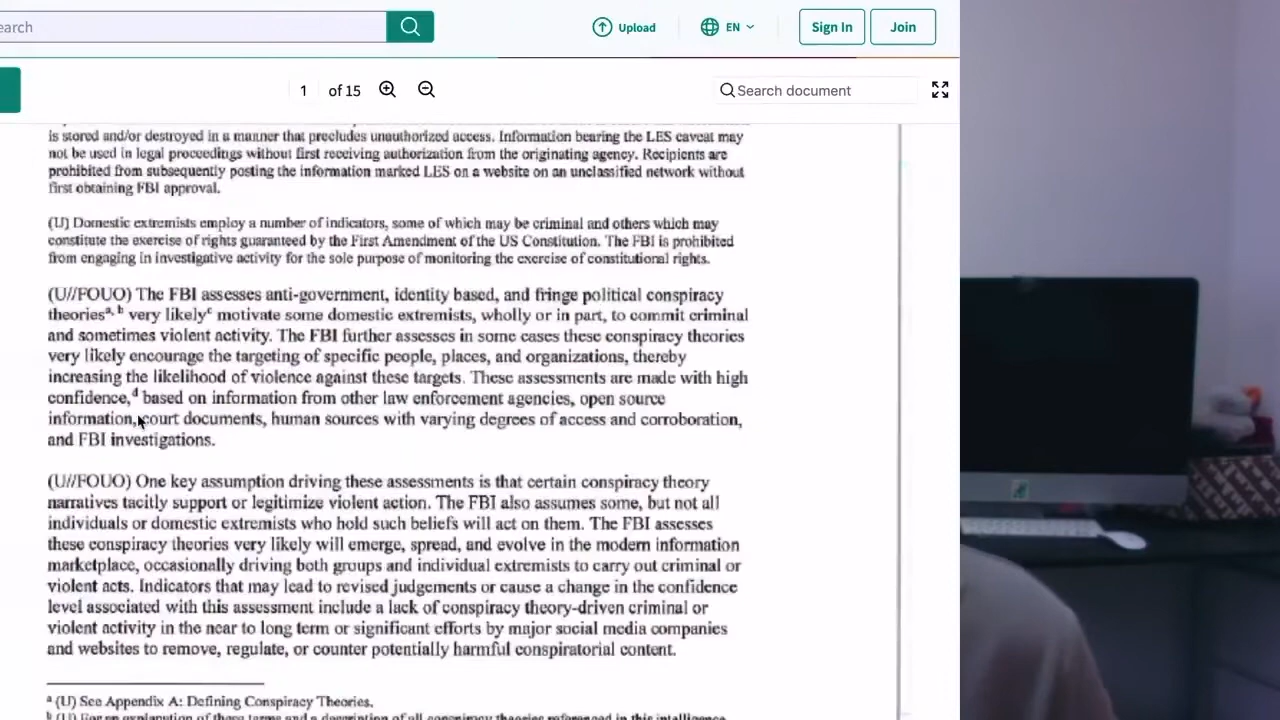 earch
Upload
EN
Sign In
Join
1 of 15
Search document
is stored and/or destroyed in a manner that precludes unauthorized access. Information bearing the LES caveat may
not be used in legal proceedings without first receiving authorization from the originating agency. Recipients are
prohibited from subsequently posting the information marked LES on a website on an unclassified network without
first obtaining FBI approval.
(U) Domestic extremists employ a number of indicators, some of which may be criminal and others which may
constitute the exercise of rights guaranteed by the First Amendment of the US Constitution. The FBI is prohibited
from engaging in investigative activity for the sole purpose of monitoring the exercise of constitutional rights.
(U//FOUO) The FBI assesses anti-government, identity based, and fringe political conspiracy
theoriesa, b very likelyc motivate some domestic extremists, wholly or in part, to commit criminal
and sometimes violent activity. The FBI further assesses in some cases these conspiracy theories
very likely encourage the targeting of specific people, places, and organizations, thereby
increasing the likelihood of violence against these targets. These assessments are made with high
confidence,d based on information from other law enforcement agencies, open source
information, court documents, human sources with varying degrees of access and corroboration,
and FBI investigations.
(U//FOUO) One key assumption driving these assessments is that certain conspiracy theory
narratives tacitly support or legitimize violent action. The FBI also assumes some, but not all
individuals or domestic extremists who hold such beliefs will act on them. The FBI assesses
these conspiracy theories very likely will emerge, spread, and evolve in the modern information
marketplace, occasionally driving both groups and individual extremists to carry out criminal or
violent acts. Indicators that may lead to revised judgements or cause a change in the confidence
level associated with this assessment include a lack of conspiracy theory-driven criminal or
violent activity in the near to long term or significant efforts by major social media companies
and websites to remove, regulate, or counter potentially harmful conspiratorial content.
a (U) See Appendix A: Defining Conspiracy Theories.
b (U) For an explanation of these terms and a description of all conspiracy theories referenced in this intelligence